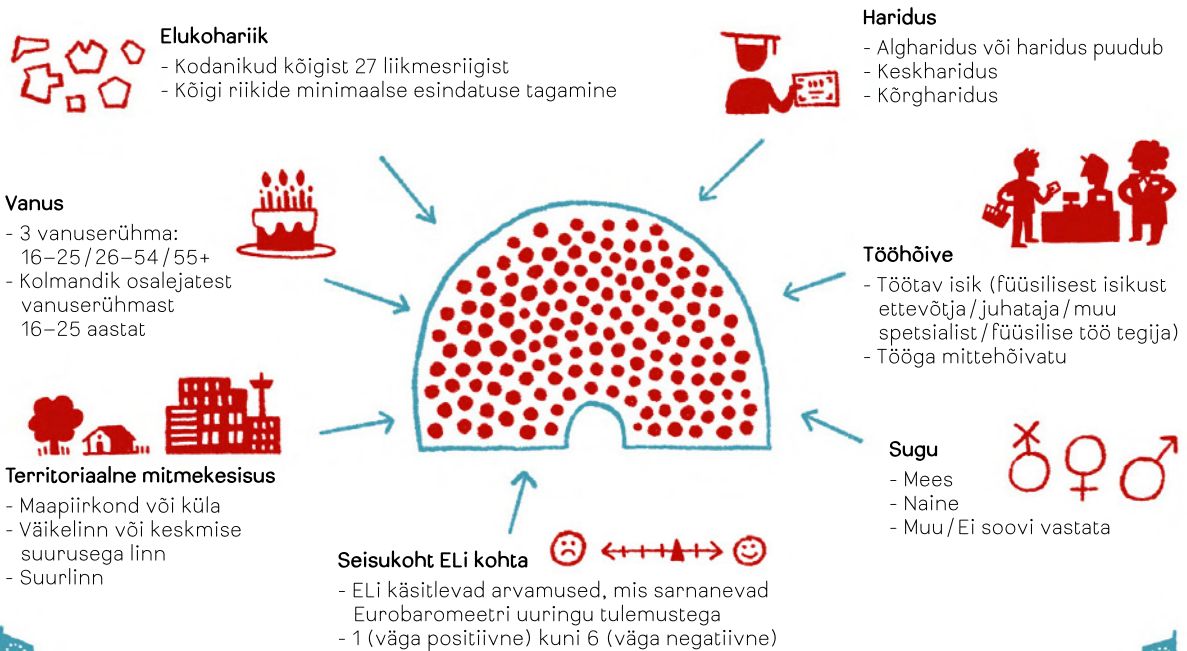 Elukohariik
- Kodanikud kõigist 27 liikmesriigist
- Kõigi riikide minimaalse esindatuse tagamine
Haridus
- Algharidus või haridus puudub
- Keskharidus
- Kõrgharidus
Vanus
- 3 vanuserühma:
16–25/26–54/55+
- Kolmandik osalejatest
vanuserühmast
16–25 aastat
Tööhõive
- Töötav isik (füüsilisest isikust
ettevõtja/juhataja/muu
spetsialist/füüsilise töö tegija)
- Tööga mittehõivatu
Territoriaalne mitmekesisus
- Maapiirkond või küla
- Väikelinn või keskmise
suurusega linn
- Suurlinn
Sugu
- Mees
- Naine
- Muu/Ei soovi vastata
Seisukoht ELi kohta
- ELi käsitlevad arvamused, mis sarnanevad
Eurobaromeetri uuringu tulemustega
- 1 (väga positiivne) kuni 6 (väga negatiivne)